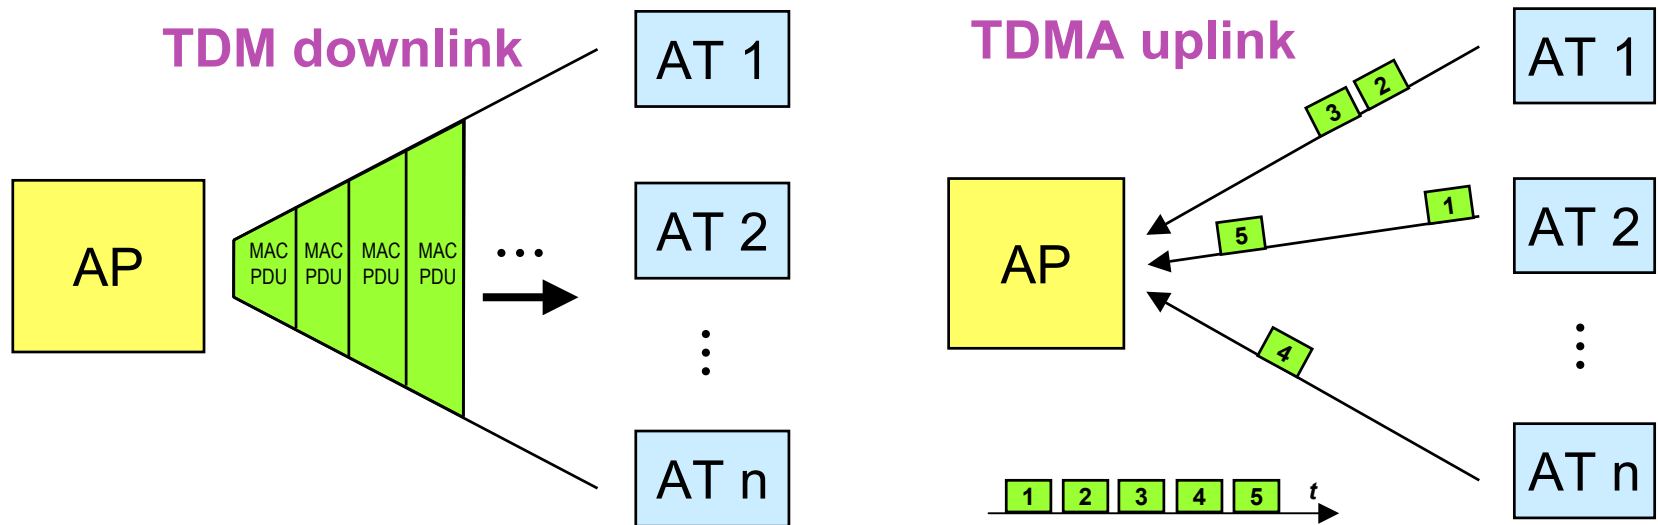 TDM downlink
AP
MAC PDU
MAC PDU
MAC PDU
MAC PDU
...
AT 1
AT 2
AT n
TDMA uplink
AP
3
2
5
1
4
AT 1
AT 2
AT n
1 2 3 4 5 t